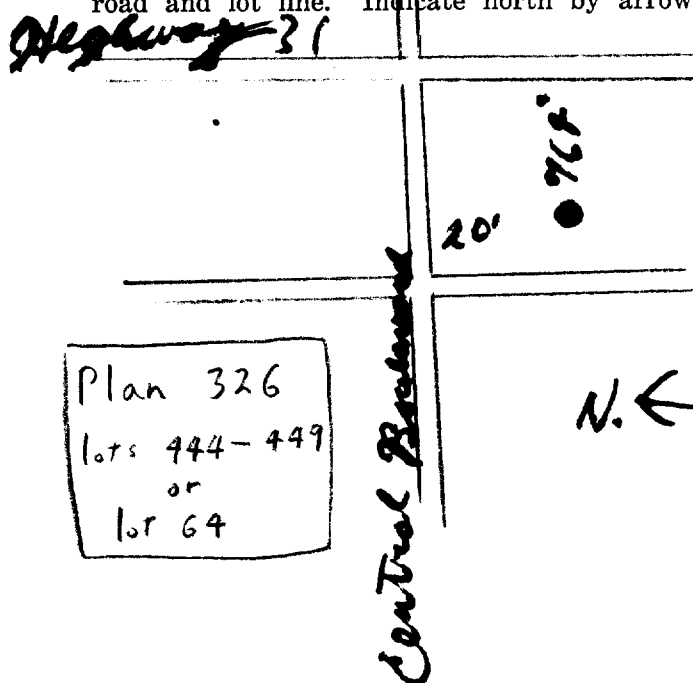 road and lot line. Indicate north by arrow
Highway 31
20'
N.
Central Boulevard
Plan 326
lots 444-449
or
lot 64